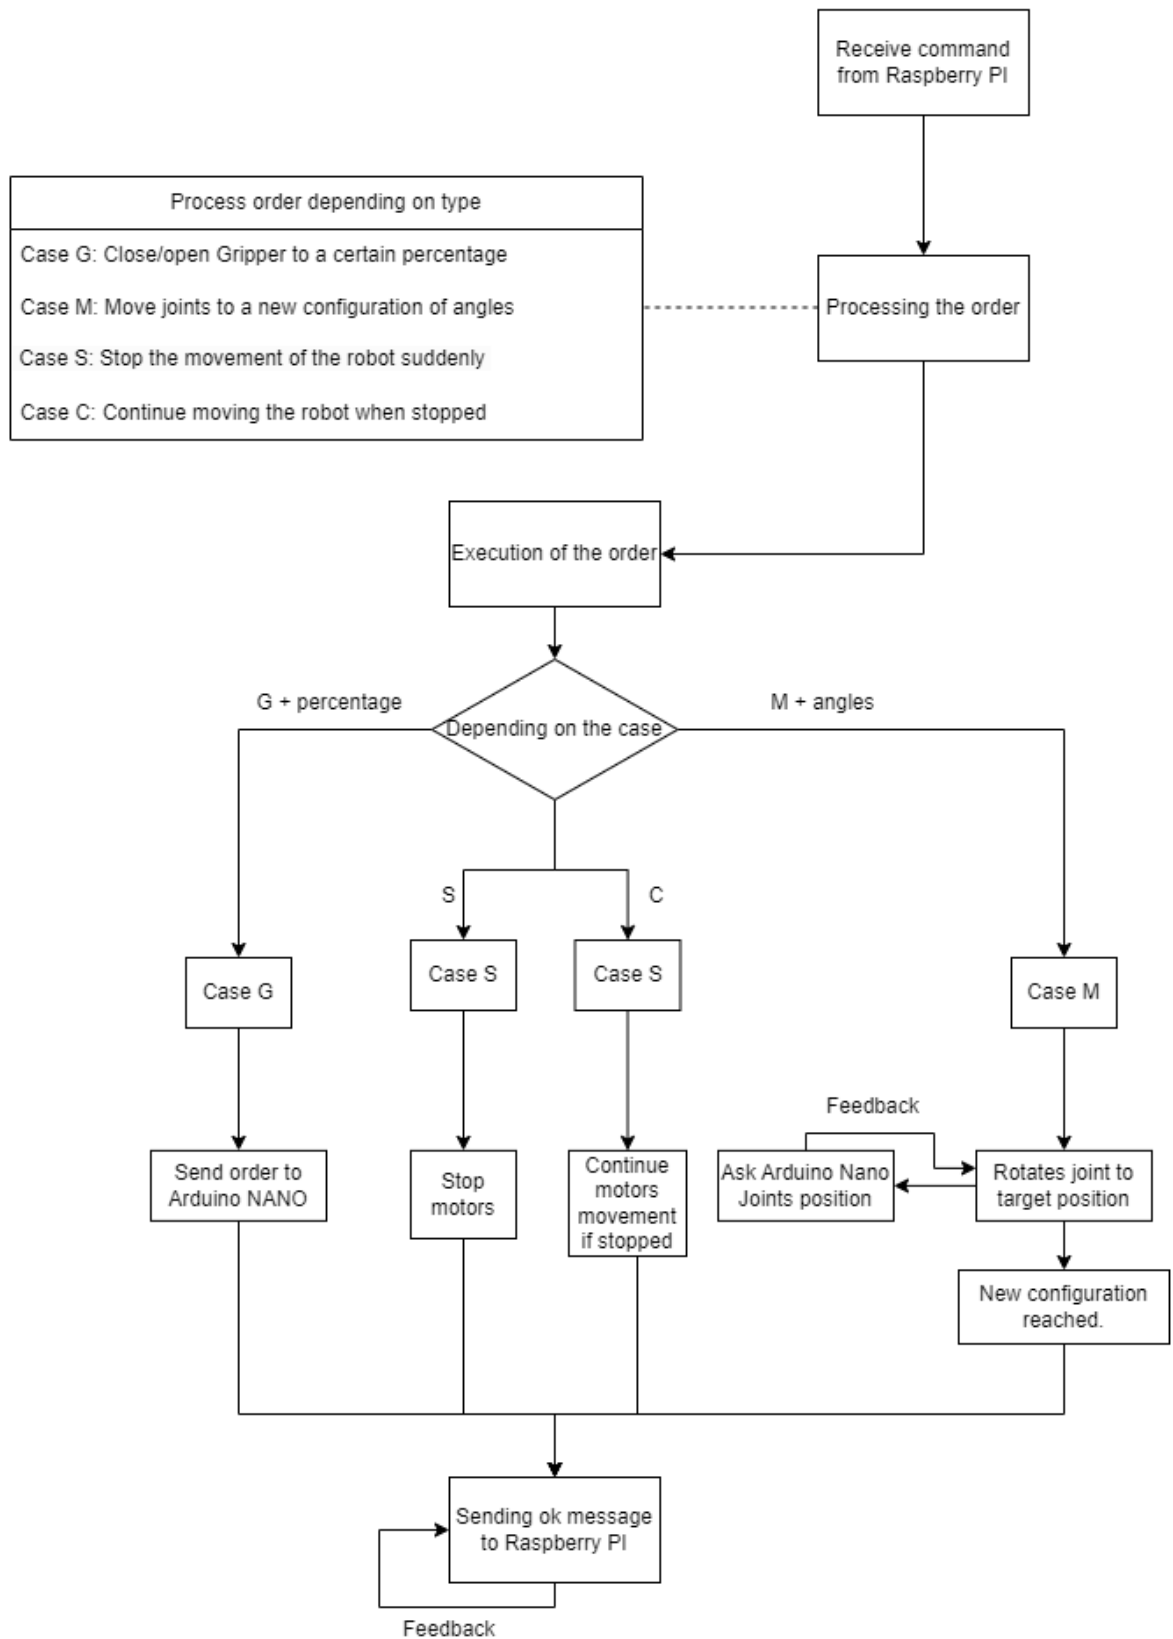 Receive command
from Raspberry PI
Process order depending on type
Case G: Close/open Gripper to a certain percentage
Case M: Move joints to a new configuration of angles
Case S: Stop the movement of the robot suddenly
Case C: Continue moving the robot when stopped
Processing the order
Execution of the order
G + percentage
M + angles
Depending on the case
S
C
Case G
Case S
Case S
Case M
Feedback
Send order to
Arduino NANO
Stop
motors
Continue
motors
movement
if stopped
Ask Arduino Nano
Joints position
Rotates joint to
target position
New configuration
reached.
Sending ok message
to Raspberry PI
Feedback